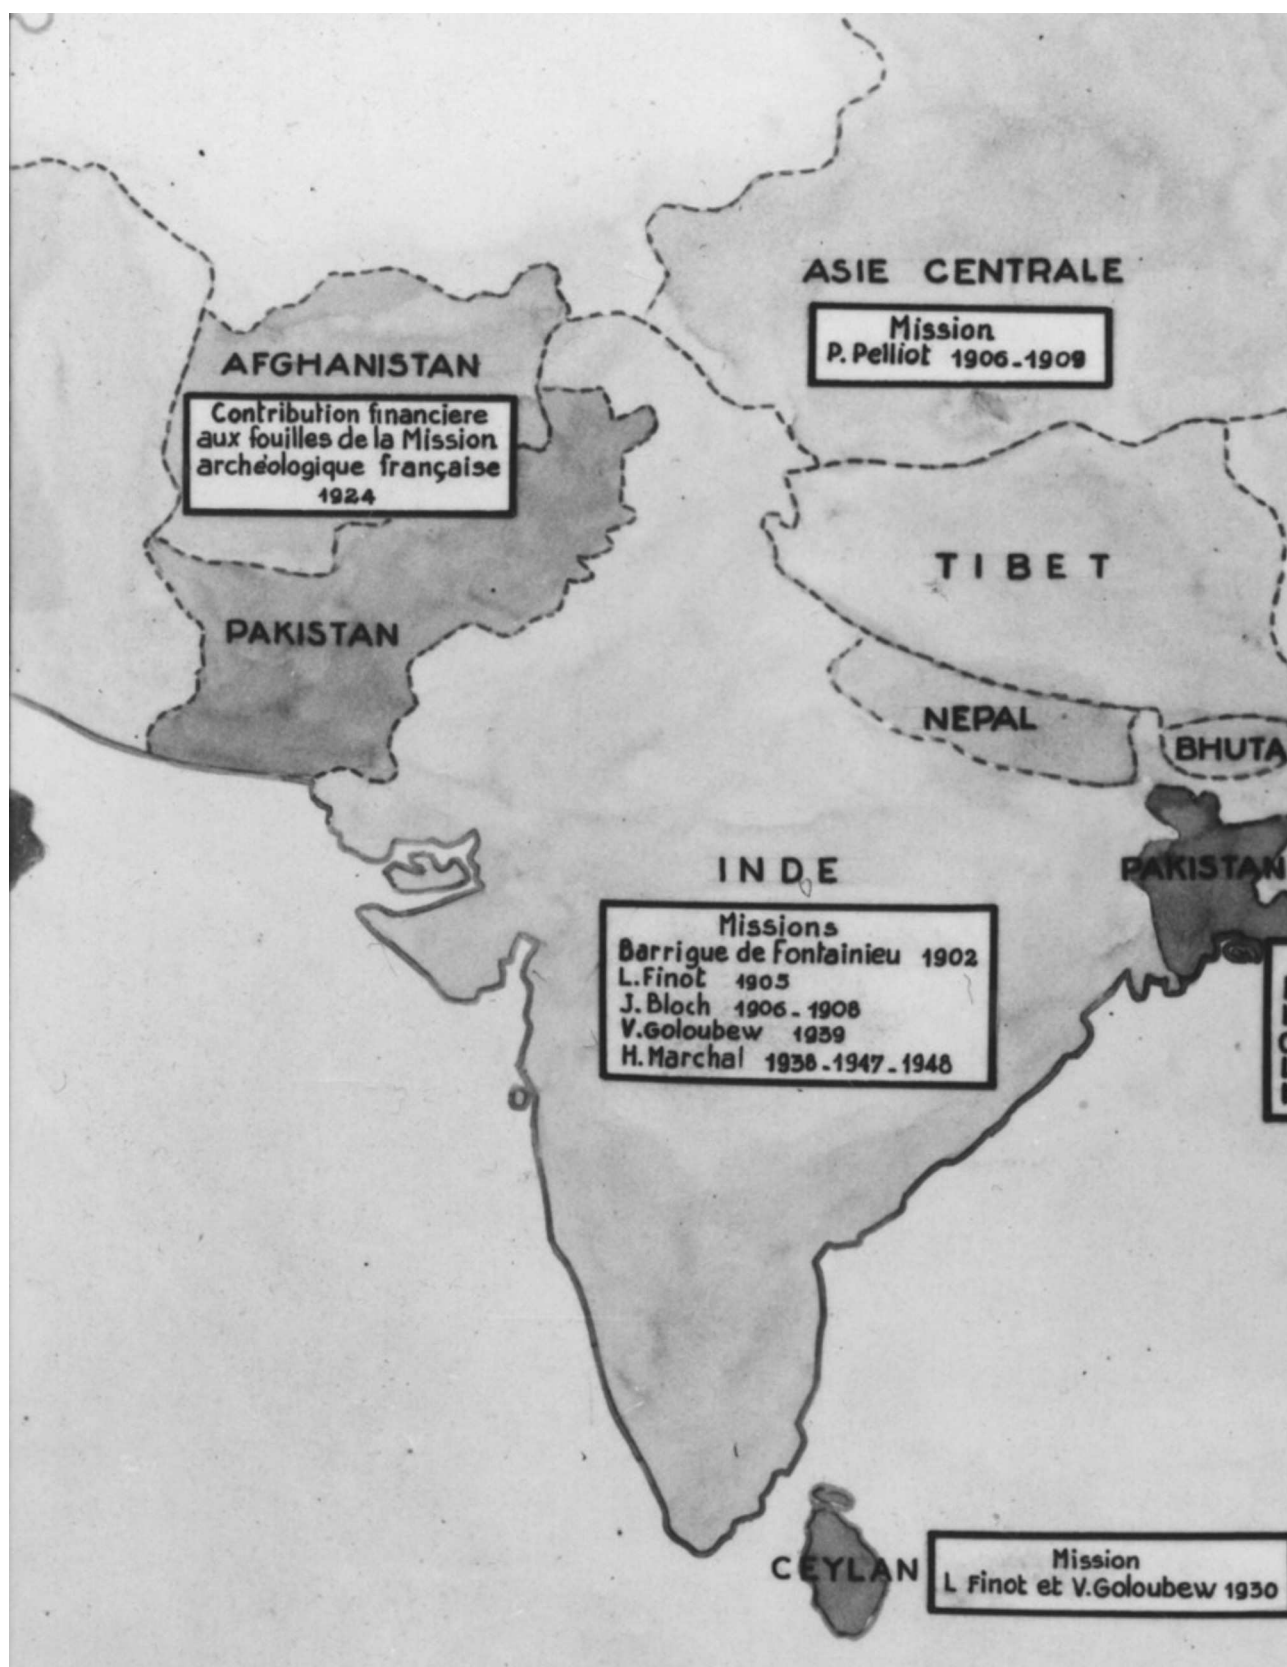 ASIE CENTRALE
Mission
P. Pelliot 1906-1909
AFGHANISTAN
Contribution financiere
aux fouilles de la Mission
archéologique française
1924
TIBET
PAKISTAN
NEPAL
BHUTA
INDE
PAKISTAN
Missions
Barrigue de Fontainieu 1902
L. Finot 1905
J. Bloch 1906-1908
V. Goloubew 1939
H. Marchal 1938-1947-1948
CEYLAN
Mission
L Finot et V. Goloubew 1930